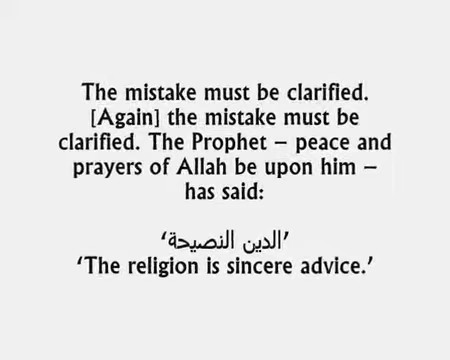 The mistake must be clarified.
[Again] the mistake must be
clarified. The Prophet – peace and
prayers of Allah be upon him –
has said:
‘الدين النصيحة’
‘The religion is sincere advice.’